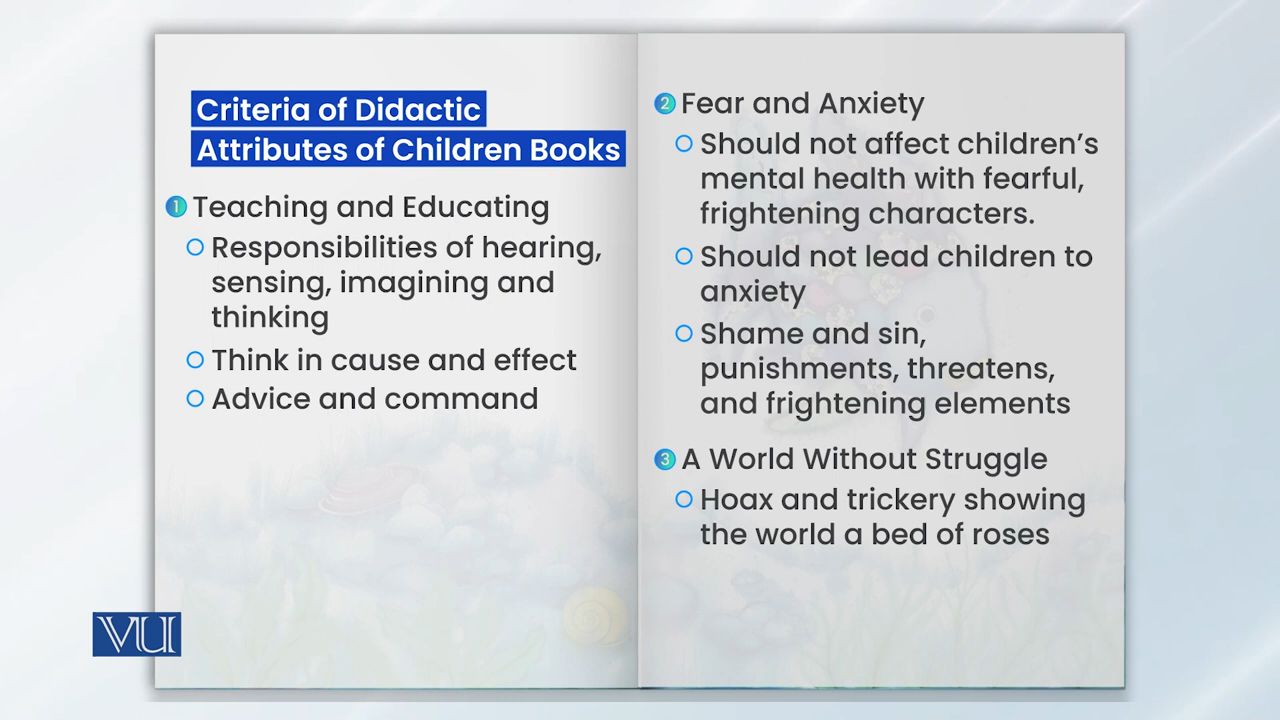 Criteria of Didactic
Attributes of Children Books
1 Teaching and Educating
Responsibilities of hearing,
sensing, imagining and
thinking
Think in cause and effect
Advice and command
2 Fear and Anxiety
Should not affect children’s
mental health with fearful,
frightening characters.
Should not lead children to
anxiety
Shame and sin,
punishments, threatens,
and frightening elements
3 A World Without Struggle
Hoax and trickery showing
the world a bed of roses
VU